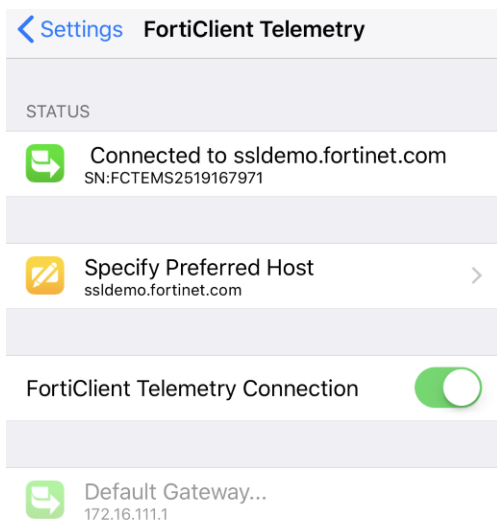 Settings FortiClient Telemetry
STATUS
Connected to ssldemo.fortinet.com
SN:FCTEMS2519167971
Specify Preferred Host
ssldemo.fortinet.com
FortiClient Telemetry Connection
Default Gateway...
172.16.111.1